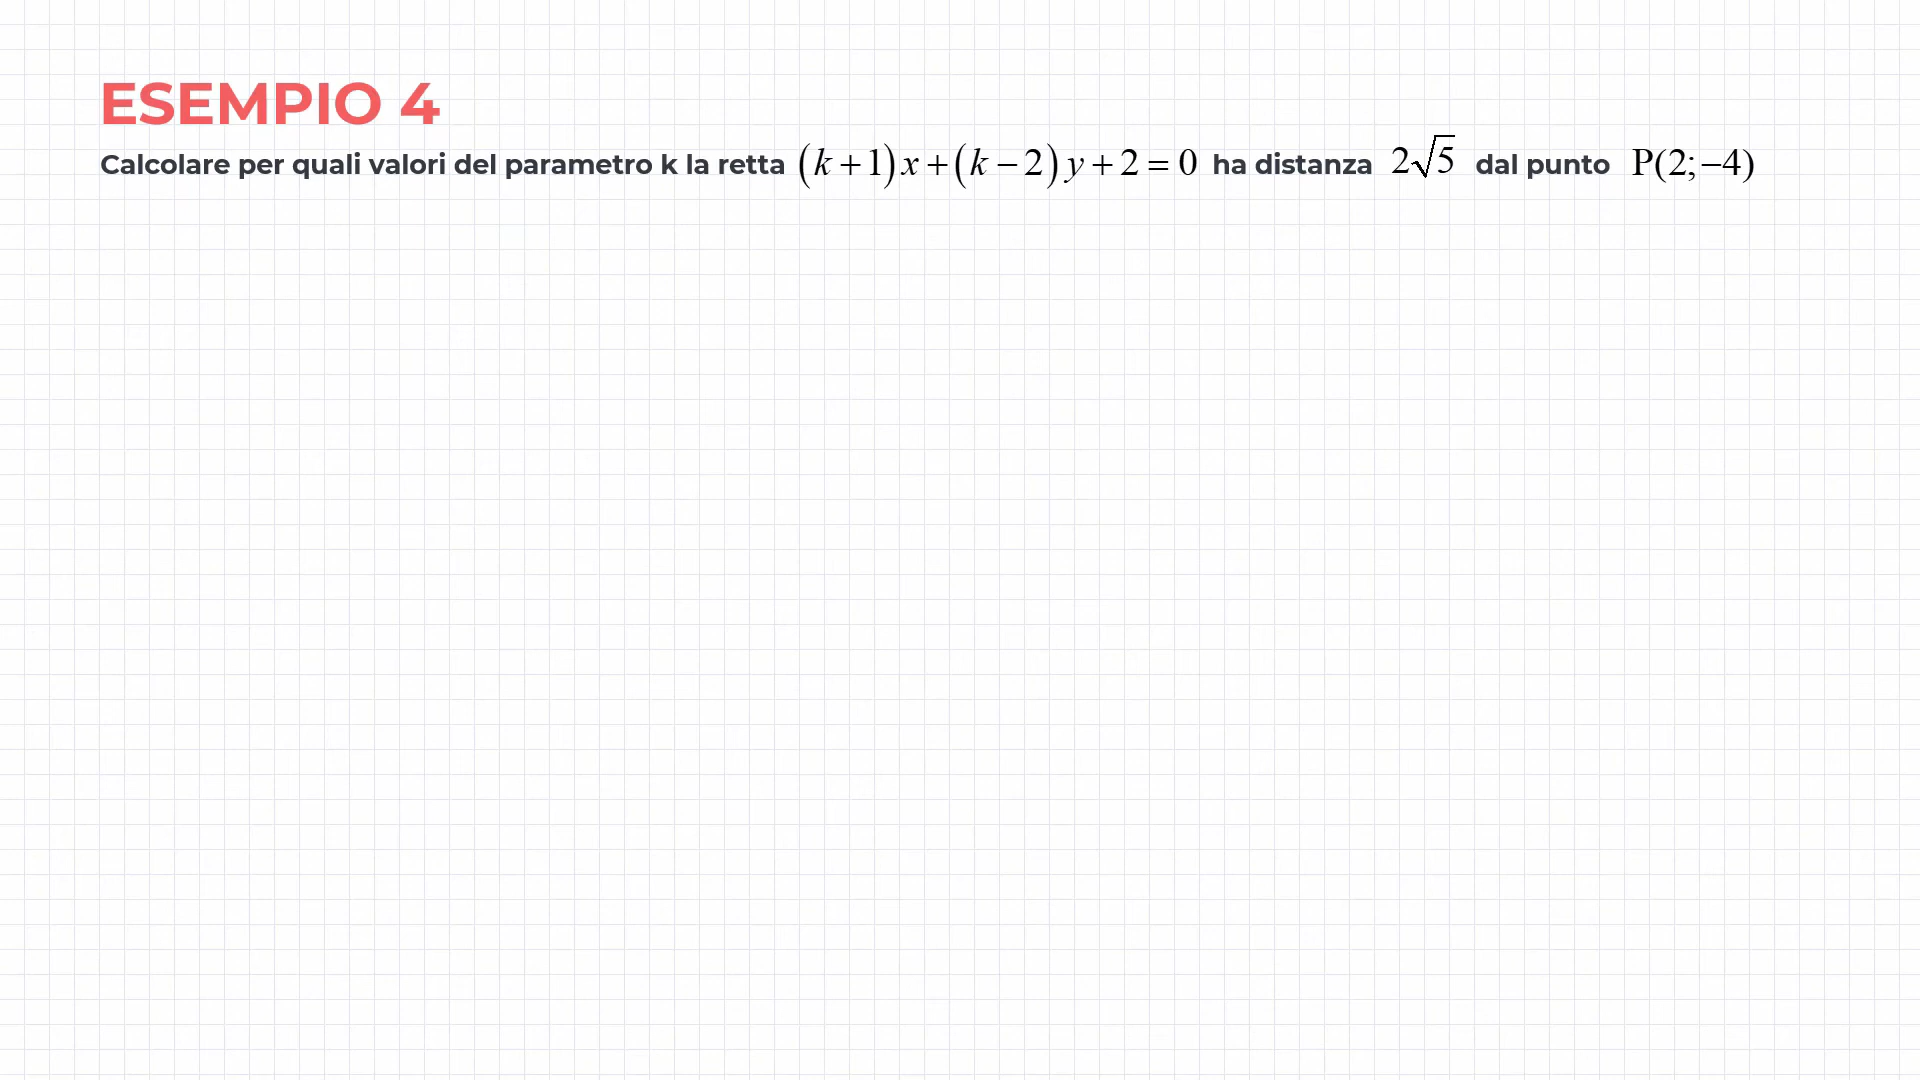 ESEMPIO 4
Calcolare per quali valori del parametro k la retta (k+1)x+(k−2)y+2=0 ha distanza 2√5 dal punto P(2;−4)